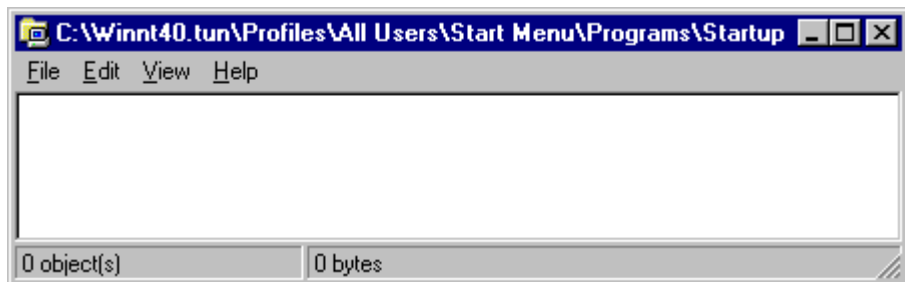 C:\Winnt40.tun\Profiles\All Users\Start Menu\Programs\Startup
File Edit View Help
0 object(s) 0 bytes